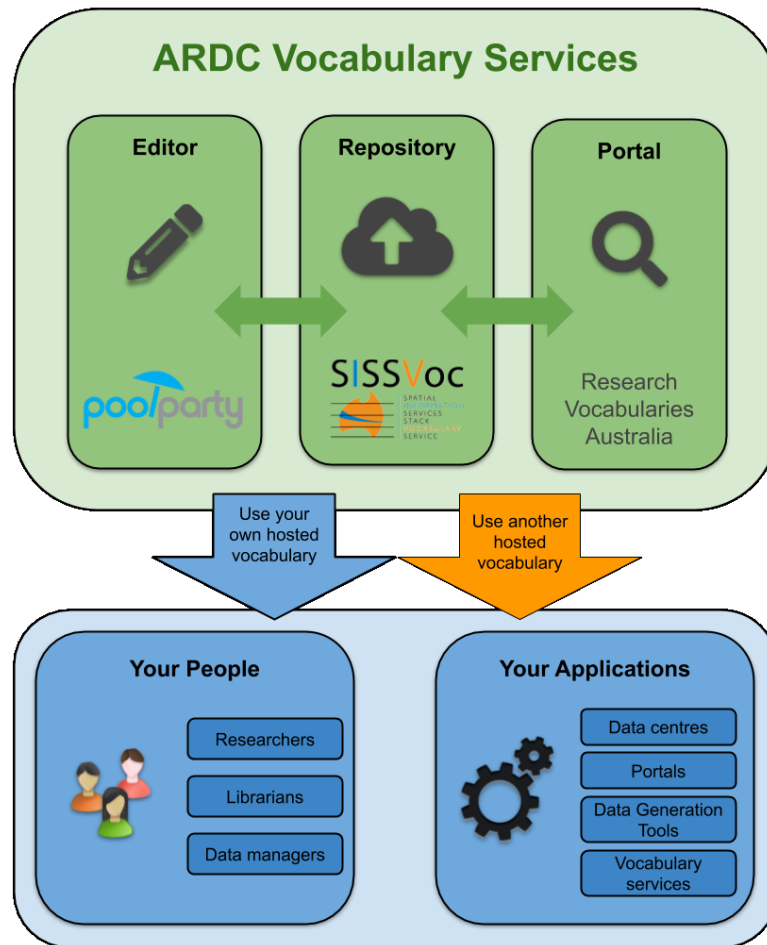 ARDC Vocabulary Services
Editor
Repository
Portal
poolparty
SISSVoc
SPATIAL
INFORMATION
SERVICES
STACK
VOCABULARY
SERVICE
Research
Vocabularies
Australia
Use your
own hosted
vocabulary
Use another
hosted
vocabulary
Your People
Researchers
Librarians
Data managers
Your Applications
Data centres
Portals
Data Generation
Tools
Vocabulary
services